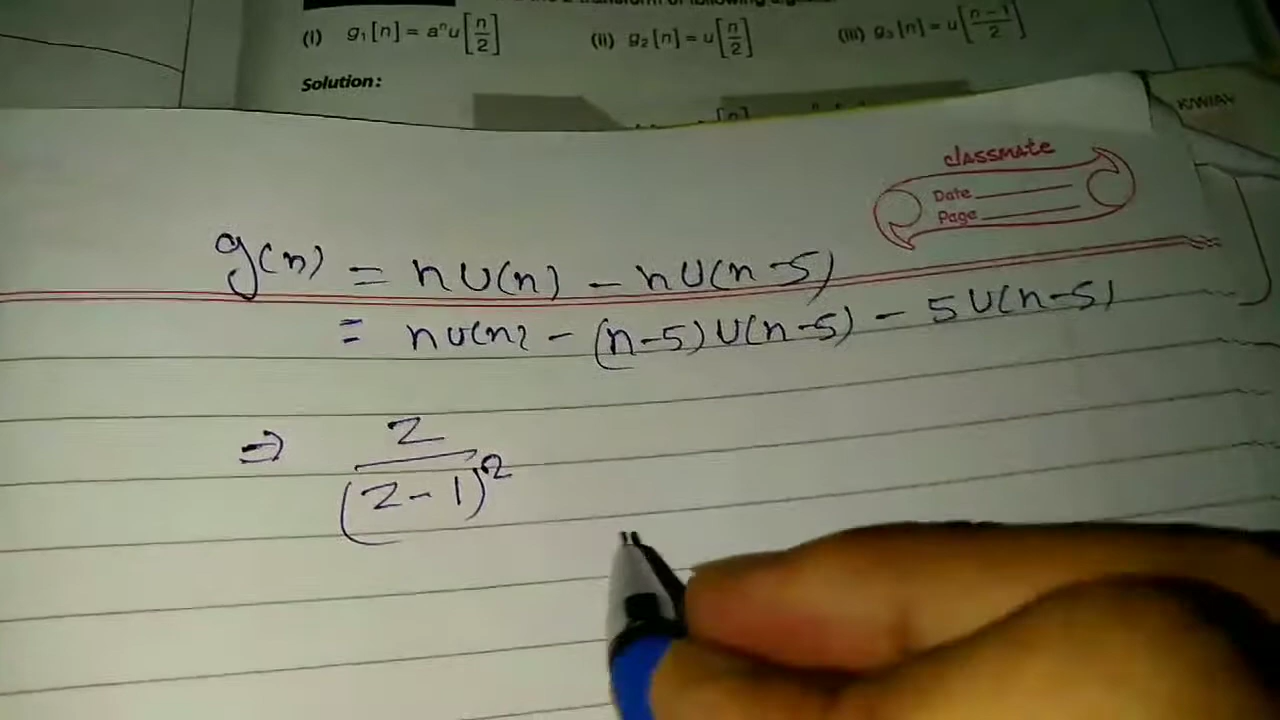 (i) g₁[n] = aⁿu[n/2] (ii) g₂[n] = u[n/2] (iii) g₃[n] = u[(n-1)/2]
Solution:
classmate
Date
Page
g(n) = nU(n) - nU(n-5)
= nU(n) - (n-5)U(n-5) - 5U(n-5)
⇒ z/(z-1)²